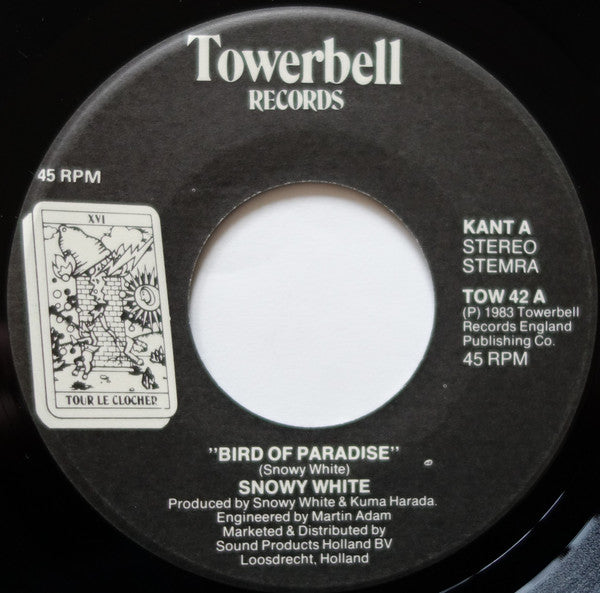 Towerbell
RECORDS
45 RPM
XVI
TOUR LE CLOCHER
KANT A
STEREO
STEMRA
TOW 42 A
(P) 1983 Towerbell
Records England
Publishing Co.
45 RPM
"BIRD OF PARADISE"
(Snowy White)
SNOWY WHITE
Produced by Snowy White & Kuma Harada.
Engineered by Martin Adam
Marketed & Distributed by
Sound Products Holland BV
Loosdrecht, Holland